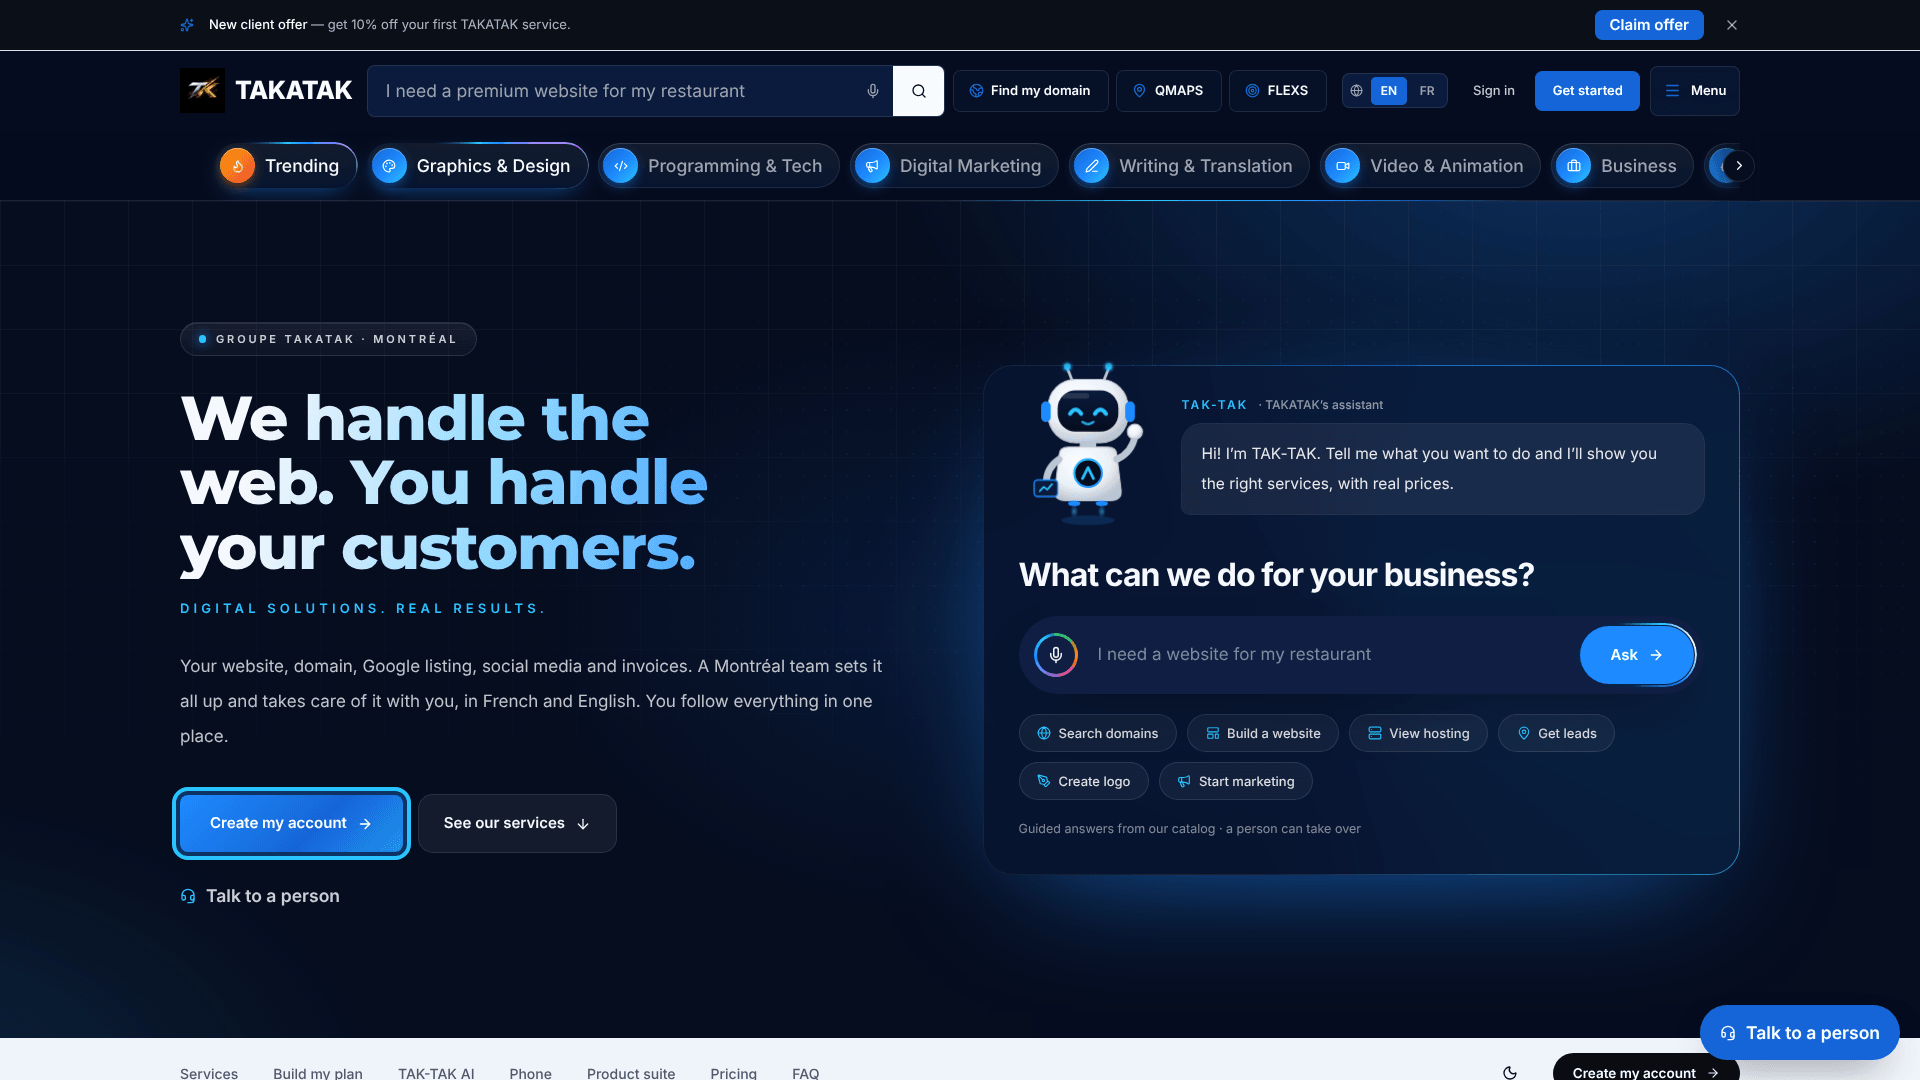 New client offer — get 10% off your first TAKATAK service.
Claim offer
TAKATAK
I need a premium website for my restaurant
Find my domain
QMAPS
FLEXS
EN
FR
Sign in
Get started
Menu
Trending
Graphics & Design
Programming & Tech
Digital Marketing
Writing & Translation
Video & Animation
Business
GROUPE TAKATAK · MONTRÉAL
We handle the
web. You handle
your customers.
DIGITAL SOLUTIONS. REAL RESULTS.
Your website, domain, Google listing, social media and invoices. A Montréal team sets it
all up and takes care of it with you, in French and English. You follow everything in one
place.
Create my account
See our services
Talk to a person
TAK-TAK · TAKATAK’s assistant
Hi! I’m TAK-TAK. Tell me what you want to do and I’ll show you
the right services, with real prices.
What can we do for your business?
I need a website for my restaurant
Ask
Search domains
Build a website
View hosting
Get leads
Create logo
Start marketing
Guided answers from our catalog · a person can take over
Talk to a person
Services
Build my plan
TAK-TAK AI
Phone
Product suite
Pricing
FAQ
Create my account